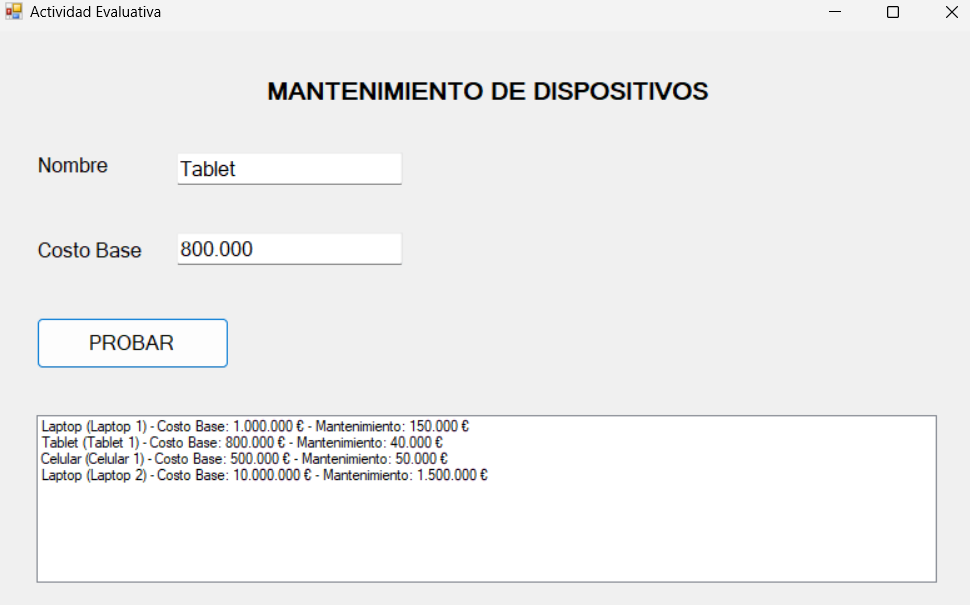 Actividad Evaluativa
MANTENIMIENTO DE DISPOSITIVOS
Nombre
Tablet
Costo Base
800.000
PROBAR
Laptop (Laptop 1) - Costo Base: 1.000.000 € - Mantenimiento: 150.000 €
Tablet (Tablet 1) - Costo Base: 800.000 € - Mantenimiento: 40.000 €
Celular (Celular 1) - Costo Base: 500.000 € - Mantenimiento: 50.000 €
Laptop (Laptop 2) - Costo Base: 10.000.000 € - Mantenimiento: 1.500.000 €